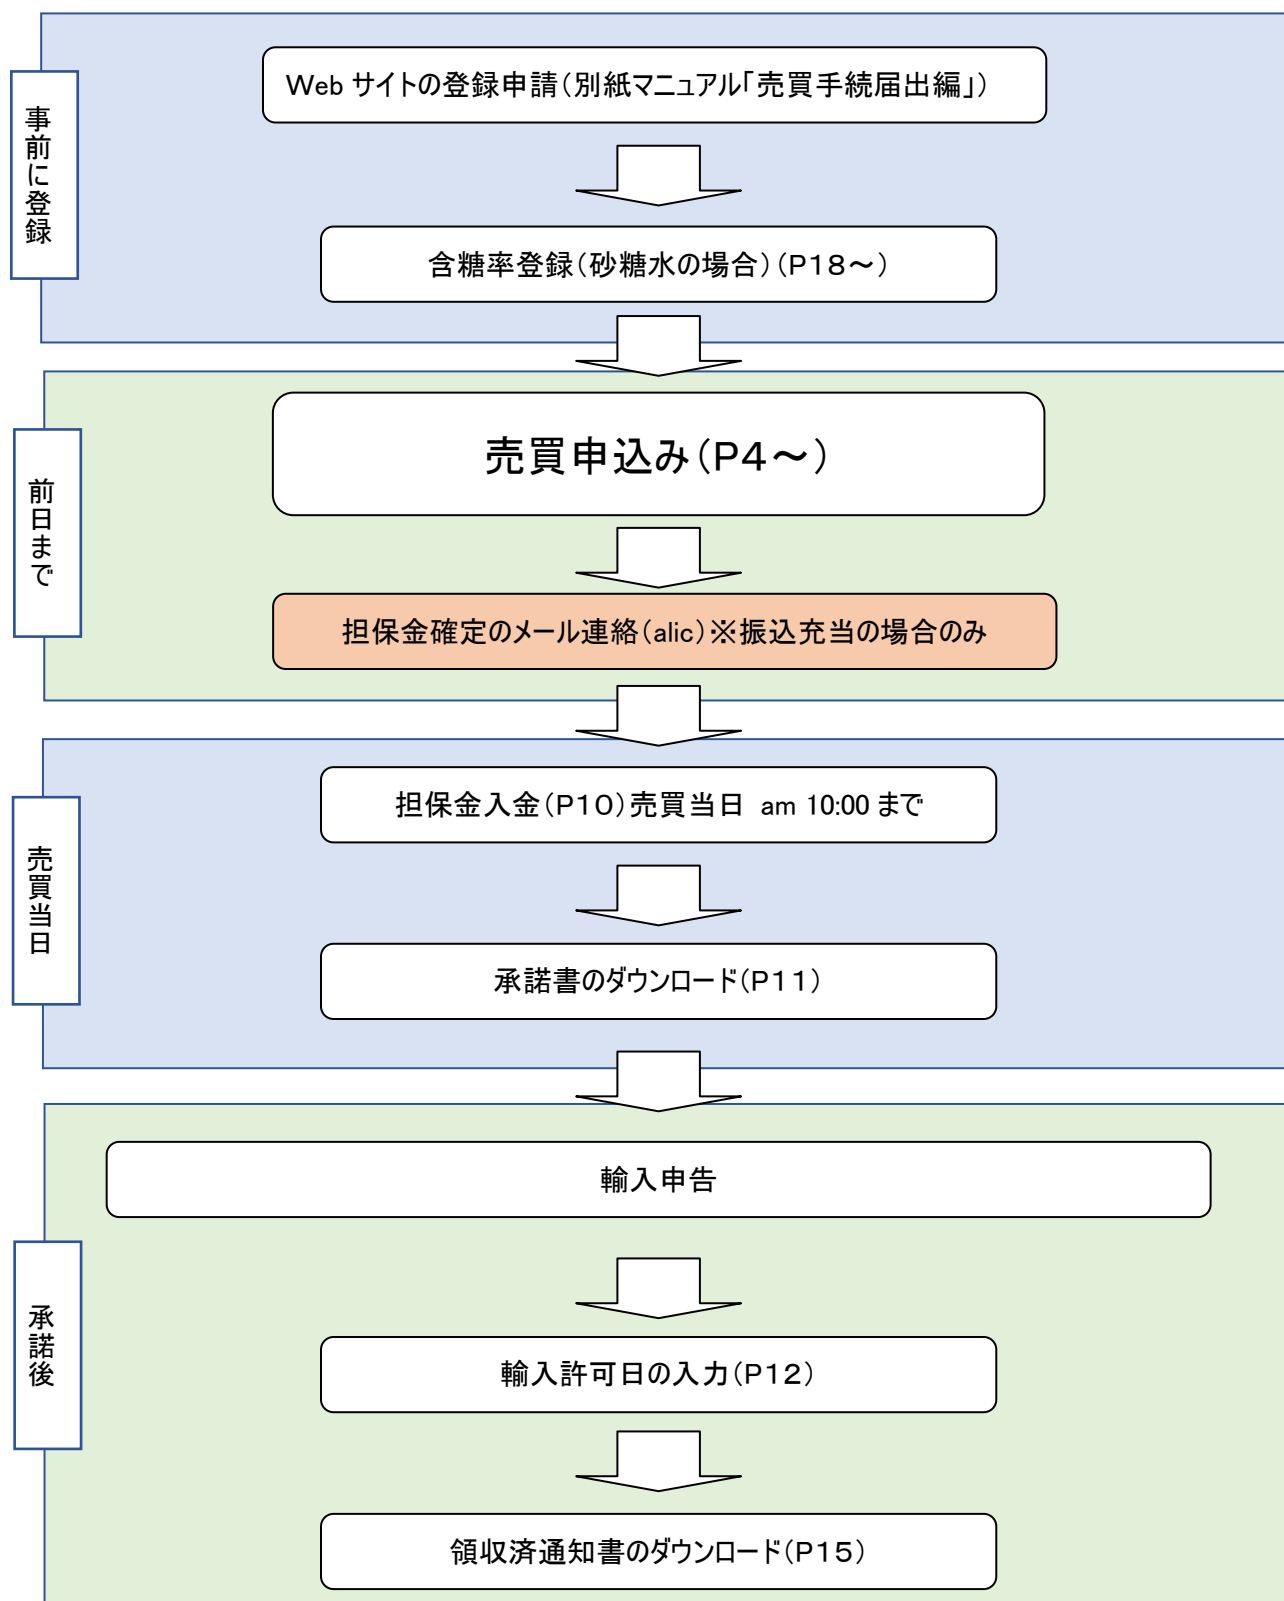 事前に登録
Web サイトの登録申請（別紙マニュアル「売買手続届出編」）
含糖率登録（砂糖水の場合）（P18～）
前日まで
売買申込み（P4～）
担保金確定のメール連絡（alic）※振込充当の場合のみ
売買当日
担保金入金（P10）売買当日 am 10:00 まで
承諾書のダウンロード（P11）
承諾後
輸入申告
輸入許可日の入力（P12）
領収済通知書のダウンロード（P15）